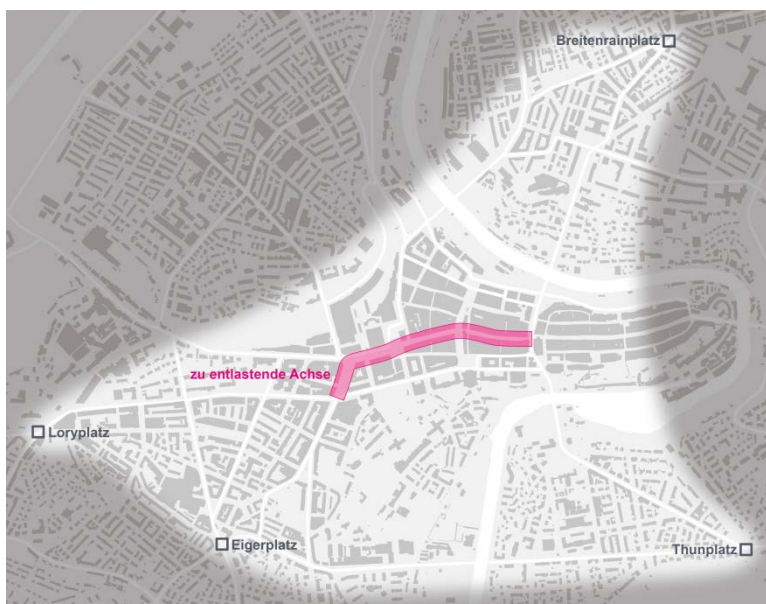 Breitenrainplatz
zu entlastende Achse
Loryplatz
Eigerplatz
Thunplatz